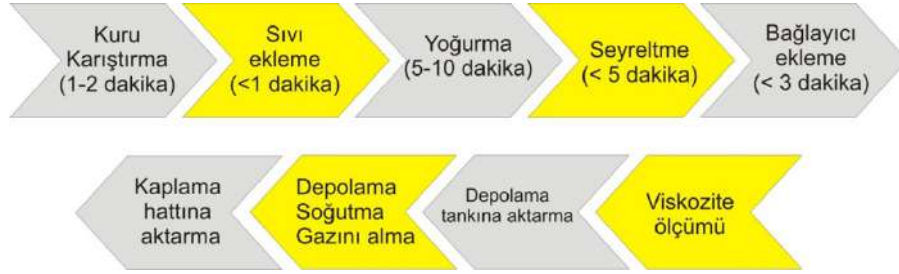 Kuru
Karıştırma
(1-2 dakika)
Sıvı
ekleme
(<1 dakika)
Yoğurma
(5-10 dakika)
Seyreltme
(< 5 dakika)
Bağlayıcı
ekleme
(< 3 dakika)
Viskozite
ölçümü
Depolama
tankına aktarma
Depolama
Soğutma
Gazını alma
Kaplama
hattına
aktarma